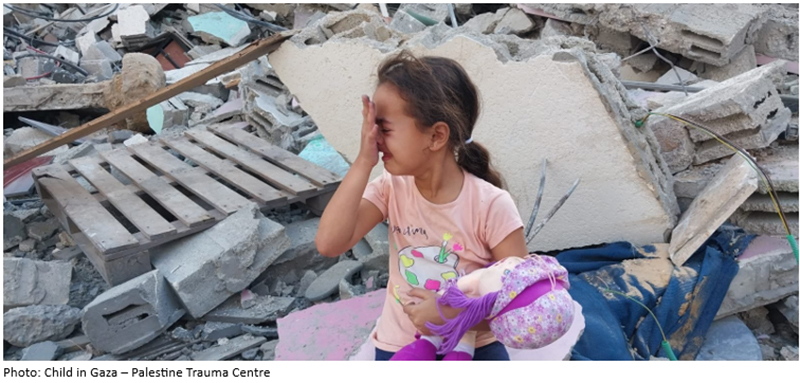 Photo: Child in Gaza – Palestine Trauma Centre